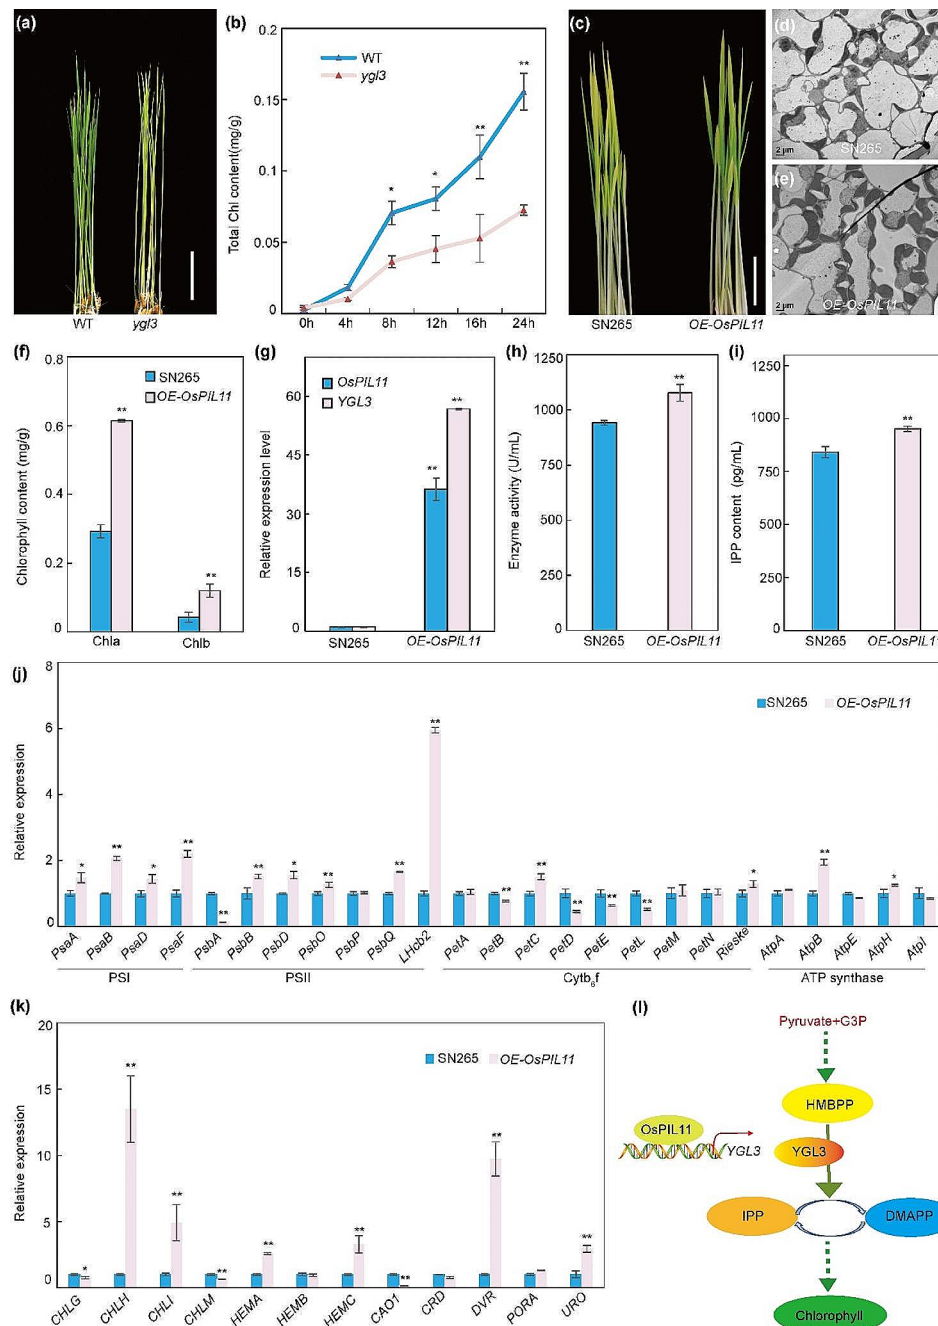 (a)
WT
ygl3
(b)
Total Chl content(mg/g)
0.2
0.15
0.1
0.05
0
WT
ygl3
*
*
**
**
0h
4h
8h
12h
16h
24h
(c)
SN265
OE-OsPIL11
(d)
2 μm
SN265
(e)
2 μm
OE-OsPIL11
(f)
Chlorophyll content (mg/g)
0.9
0.6
0.3
0
SN265
OE-OsPIL11
**
**
Chla
Chlb
(g)
Relative expression level
60
45
30
15
0
OsPIL11
YGL3
**
**
SN265
OE-OsPIL11
(h)
Enzyme activity (U/mL)
1250
1000
750
500
250
0
**
SN265
OE-OsPIL11
(i)
IPP content (pg/mL)
1250
1000
750
500
250
0
**
SN265
OE-OsPIL11
(j)
Relative expression
8
6
4
2
0
SN265
OE-OsPIL11
* ** * ** ** ** * ** ** ** ** ** ** ** ** * ** *
PsaA
PsaB
PsaD
PsaF
PsbA
PsbB
PsbD
PsbO
PsbP
PsbQ
LHcb2
PetA
PetB
PetC
PetD
PetE
PetL
PetM
PetN
Rieske
AtpA
AtpB
AtpE
AtpH
AtpI
PSI
PSII
Cytb6f
ATP synthase
(k)
Relative expression
20
15
10
5
0
SN265
OE-OsPIL11
* ** ** ** ** ** ** ** **
CHLG
CHLH
CHLI
CHLM
HEMA
HEMB
HEMC
CAO1
CRD
DVR
PORA
URO
(l)
Pyruvate+G3P
HMBPP
OsPIL11
YGL3
YGL3
IPP
DMAPP
Chlorophyll